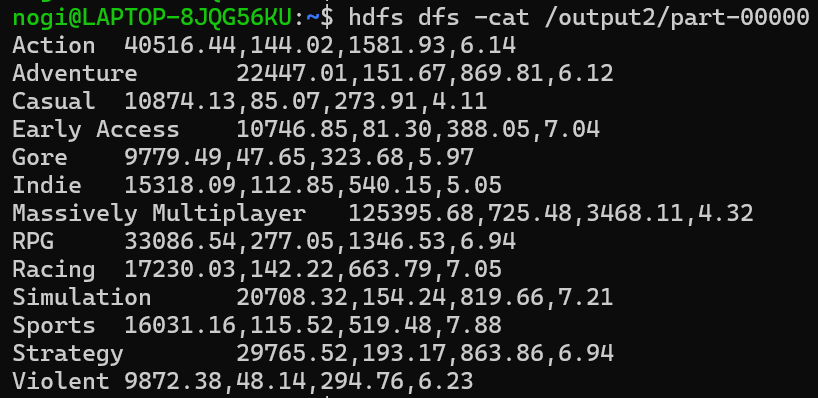 nogi@LAPTOP-8JQG56KU:~$ hdfs dfs -cat /output2/part-00000
Action  40516.44,144.02,1581.93,6.14
Adventure       22447.01,151.67,869.81,6.12
Casual  10874.13,85.07,273.91,4.11
Early Access    10746.85,81.30,388.05,7.04
Gore    9779.49,47.65,323.68,5.97
Indie   15318.09,112.85,540.15,5.05
Massively Multiplayer   125395.68,725.48,3468.11,4.32
RPG     33086.54,277.05,1346.53,6.94
Racing  17230.03,142.22,663.79,7.05
Simulation      20708.32,154.24,819.66,7.21
Sports  16031.16,115.52,519.48,7.88
Strategy        29765.52,193.17,863.86,6.94
Violent 9872.38,48.14,294.76,6.23